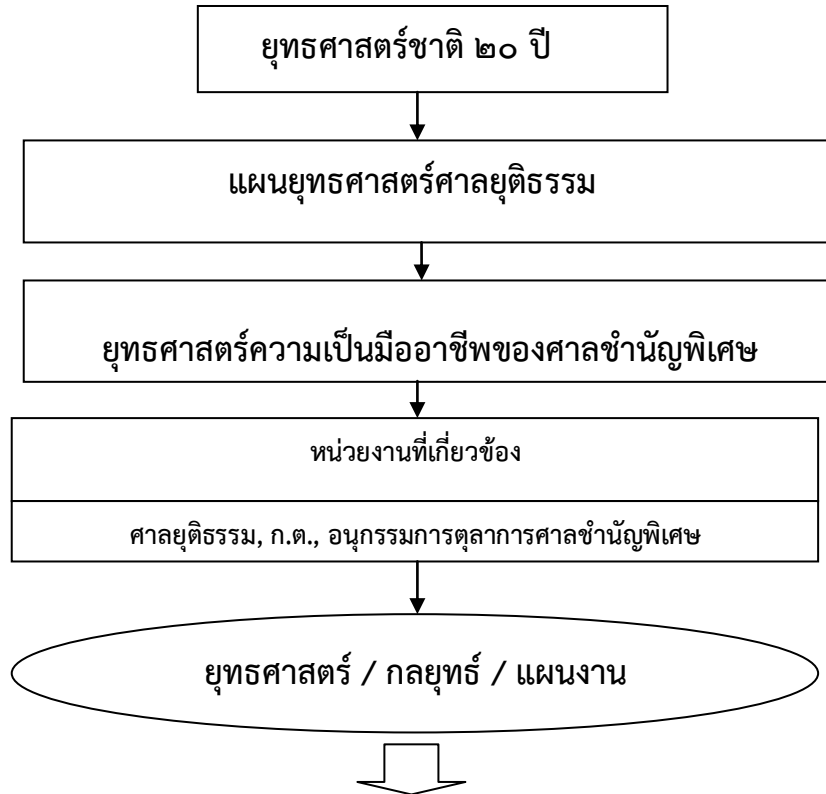 ยุทธศาสตร์ชาติ ๒๐ ปี
แผนยุทธศาสตร์ศาลยุติธรรม
ยุทธศาสตร์ความเป็นมืออาชีพของศาลชำนัญพิเศษ
หน่วยงานที่เกี่ยวข้อง
ศาลยุติธรรม, ก.ต., อนุกรรมการตุลาการศาลชำนัญพิเศษ
ยุทธศาสตร์ / กลยุทธ์ / แผนงาน